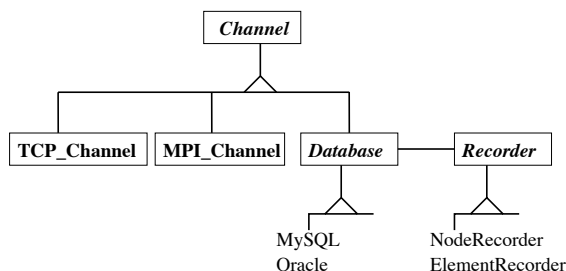 Channel
TCP_Channel MPI_Channel Database Recorder
MySQL NodeRecorder
Oracle ElementRecorder